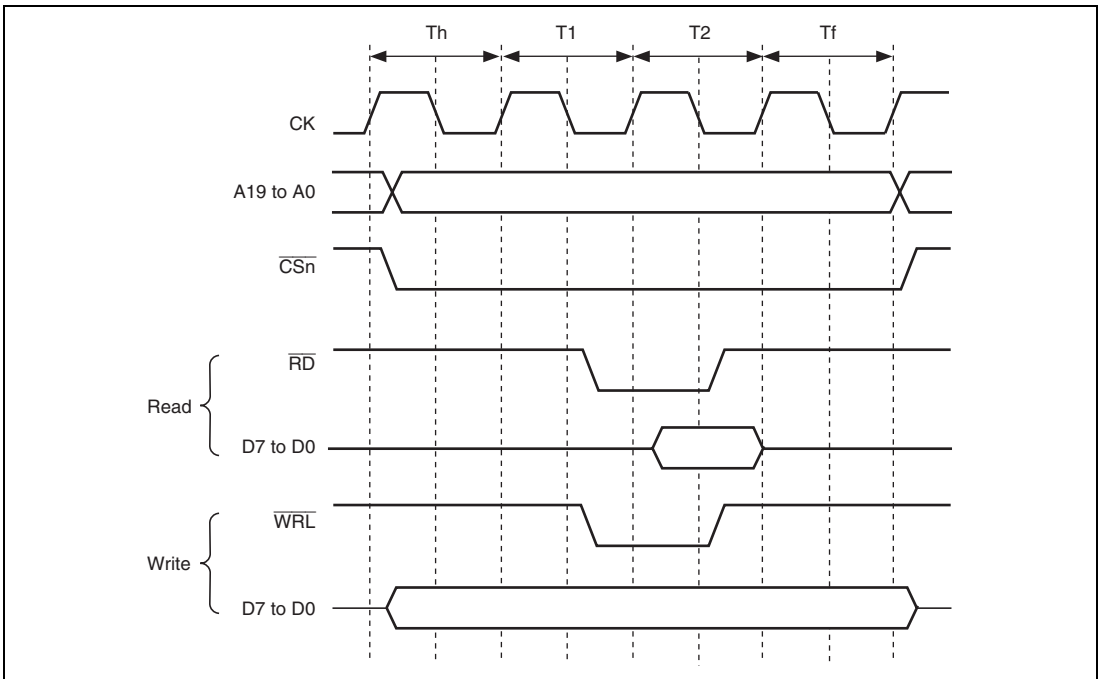 Th T1 T2 Tf
CK
A19 to A0
CSn
RD
Read
D7 to D0
WRL
Write
D7 to D0